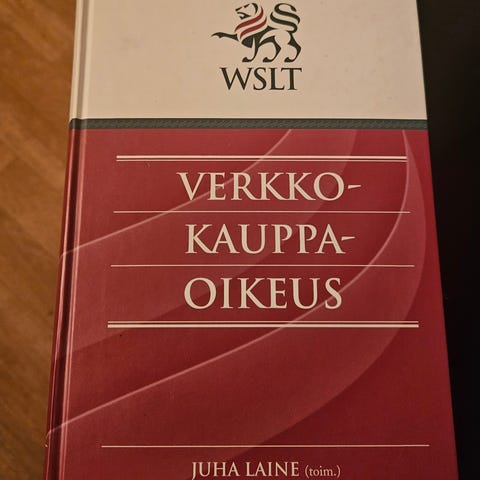 WSLT
VERKKO-
KAUPPA-
OIKEUS
JUHA LAINE (toim.)